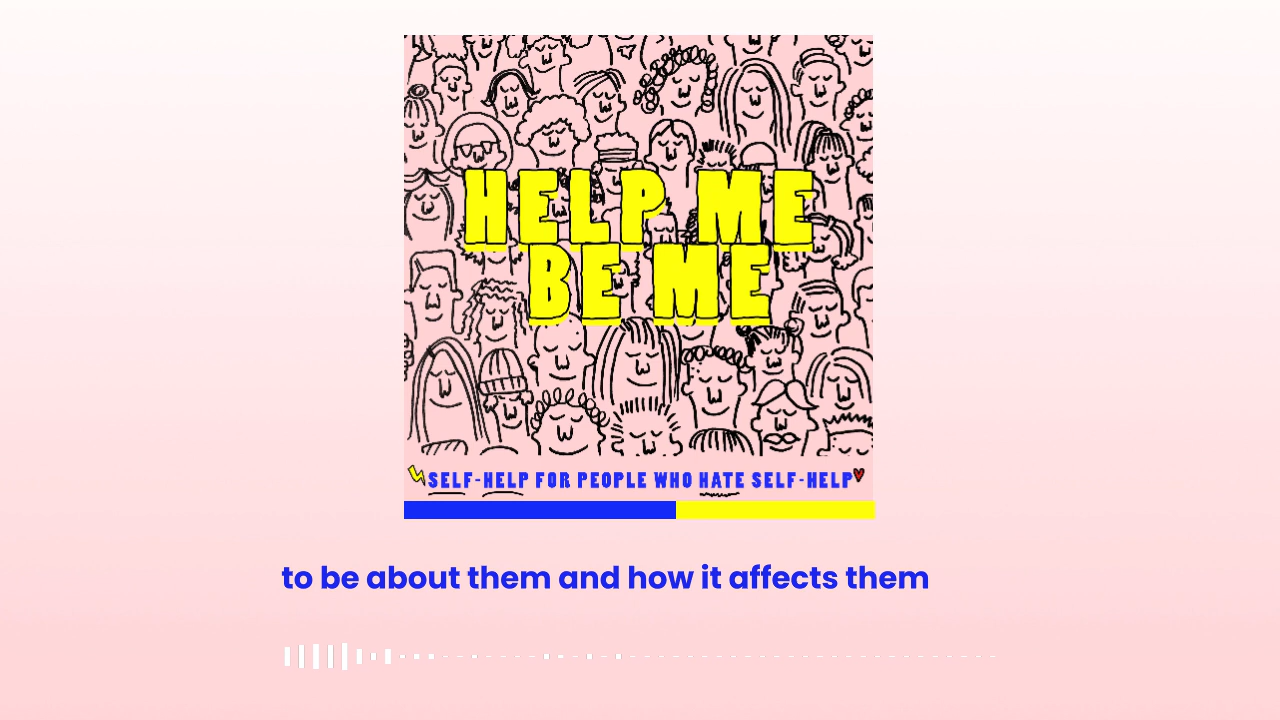 HELP ME
BE ME
SELF-HELP FOR PEOPLE WHO HATE SELF-HELP
to be about them and how it affects them